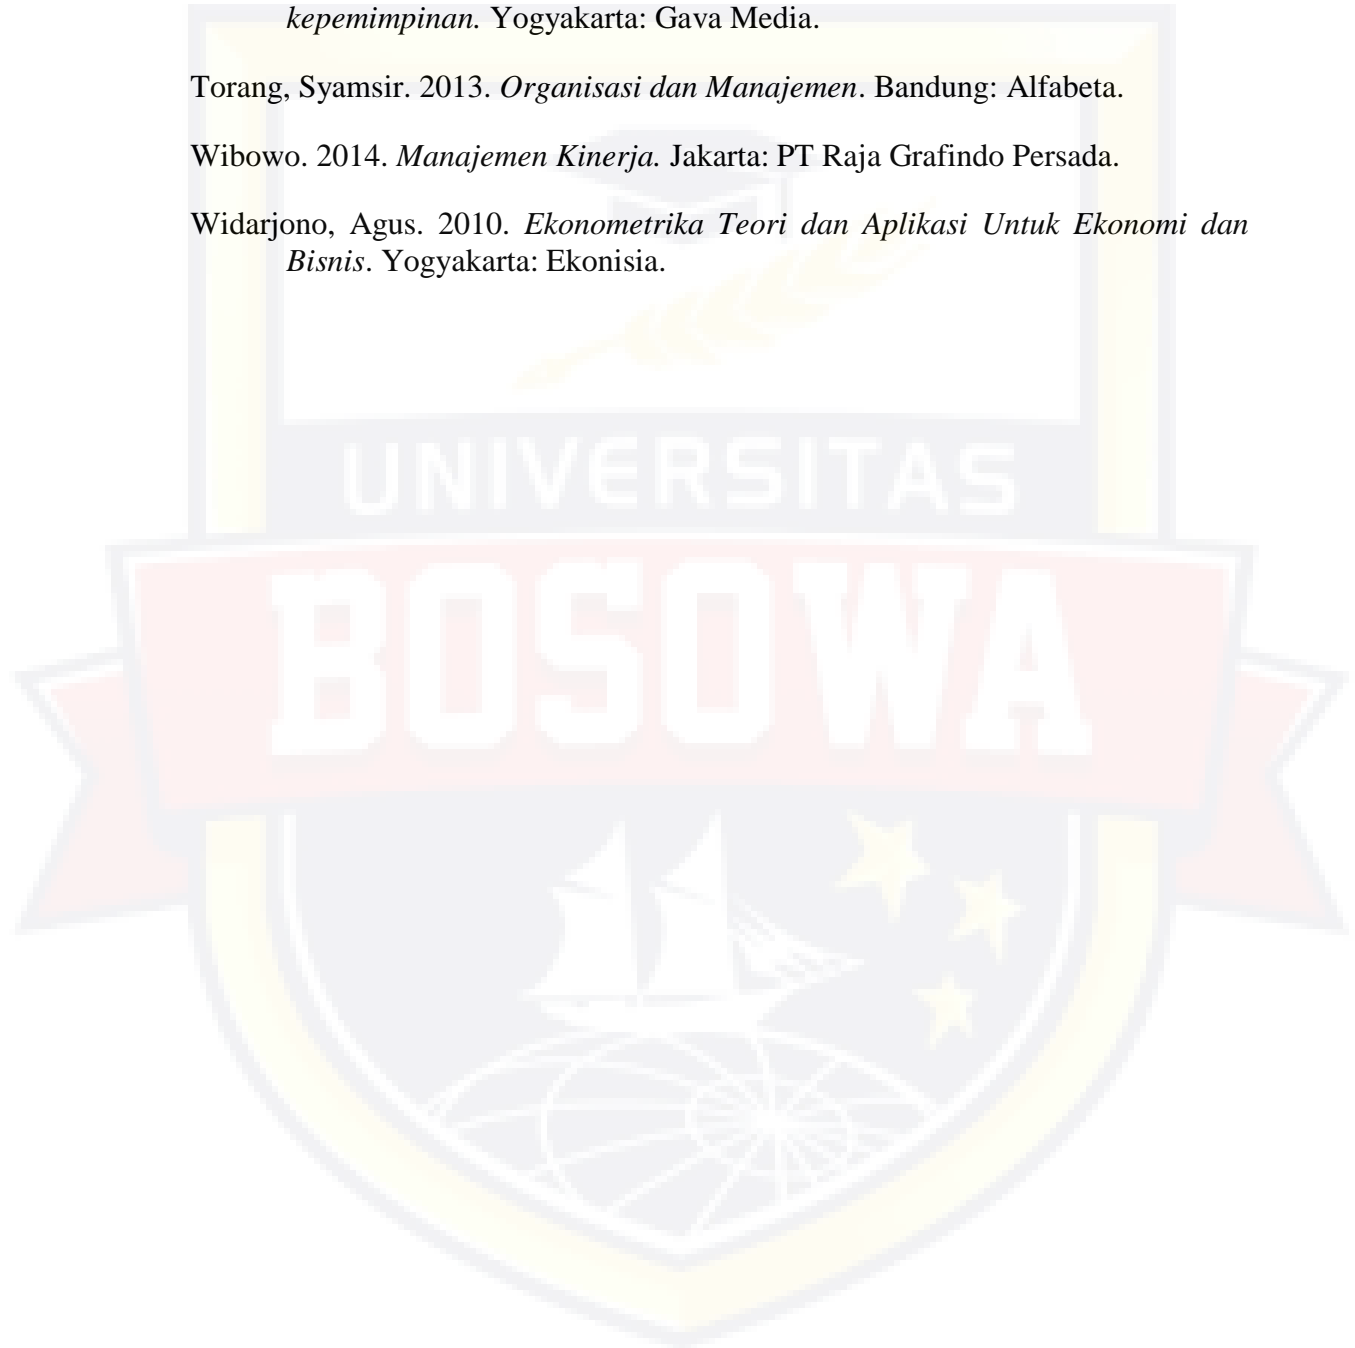 kepemimpinan. Yogyakarta: Gava Media.
Torang, Syamsir. 2013. Organisasi dan Manajemen. Bandung: Alfabeta.
Wibowo. 2014. Manajemen Kinerja. Jakarta: PT Raja Grafindo Persada.
Widarjono, Agus. 2010. Ekonometrika Teori dan Aplikasi Untuk Ekonomi dan
Bisnis. Yogyakarta: Ekonisia.
UNIVERSITAS
BOSOWA